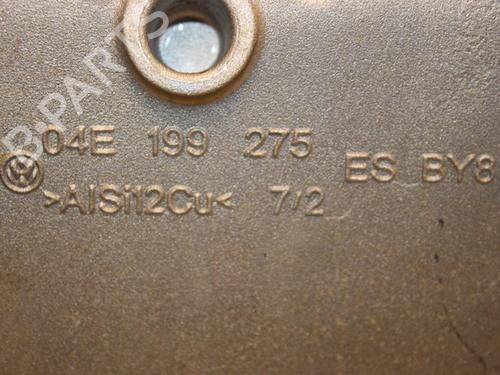 B-PARTS
04E 199 275
ES BY8
>AlSi12Cu< 7/2